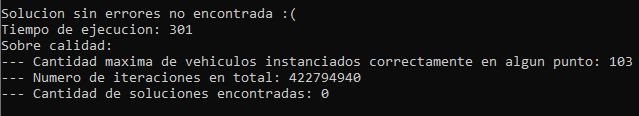 Solucion sin errores no encontrada :(
Tiempo de ejecucion: 301
Sobre calidad:
--- Cantidad maxima de vehiculos instanciados correctamente en algun punto: 103
--- Numero de iteraciones en total: 422794940
--- Cantidad de soluciones encontradas: 0